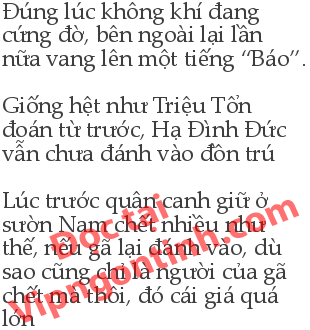 Đúng lúc không khí đang
cứng đờ, bên ngoài lại lần
nữa vang lên một tiếng “Báo”.
Giống hệt như Triệu Tổn
đoán từ trước, Hạ Đình Đức
vẫn chưa đánh vào đồn trú
Lúc trước quân canh giữ ở
sườn Nam chết nhiều như
thế, nếu gã lại đánh vào, dù
sao cũng chỉ là người của gã
chết mà thôi, đó cái giá quá
lớn
Đọc tại
Vipngontinh.com